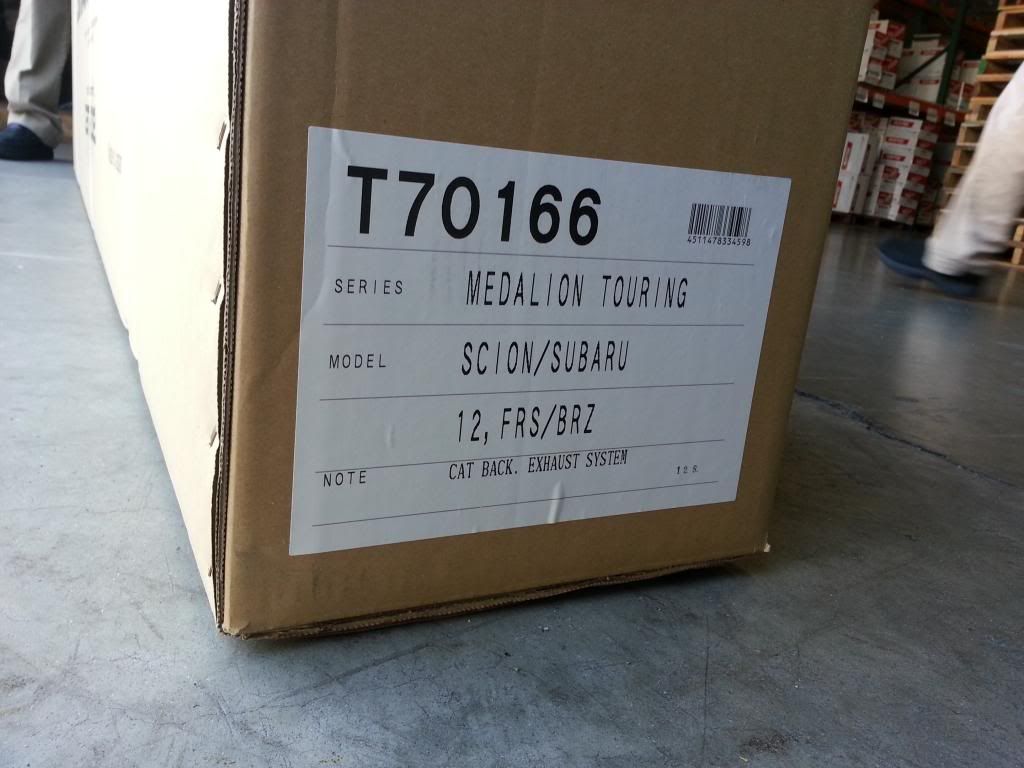 T70166
4511478334598
SERIES MEDALION TOURING
MODEL SCION/SUBARU
12, FRS/BRZ
NOTE CAT BACK. EXHAUST SYSTEM 12 8.